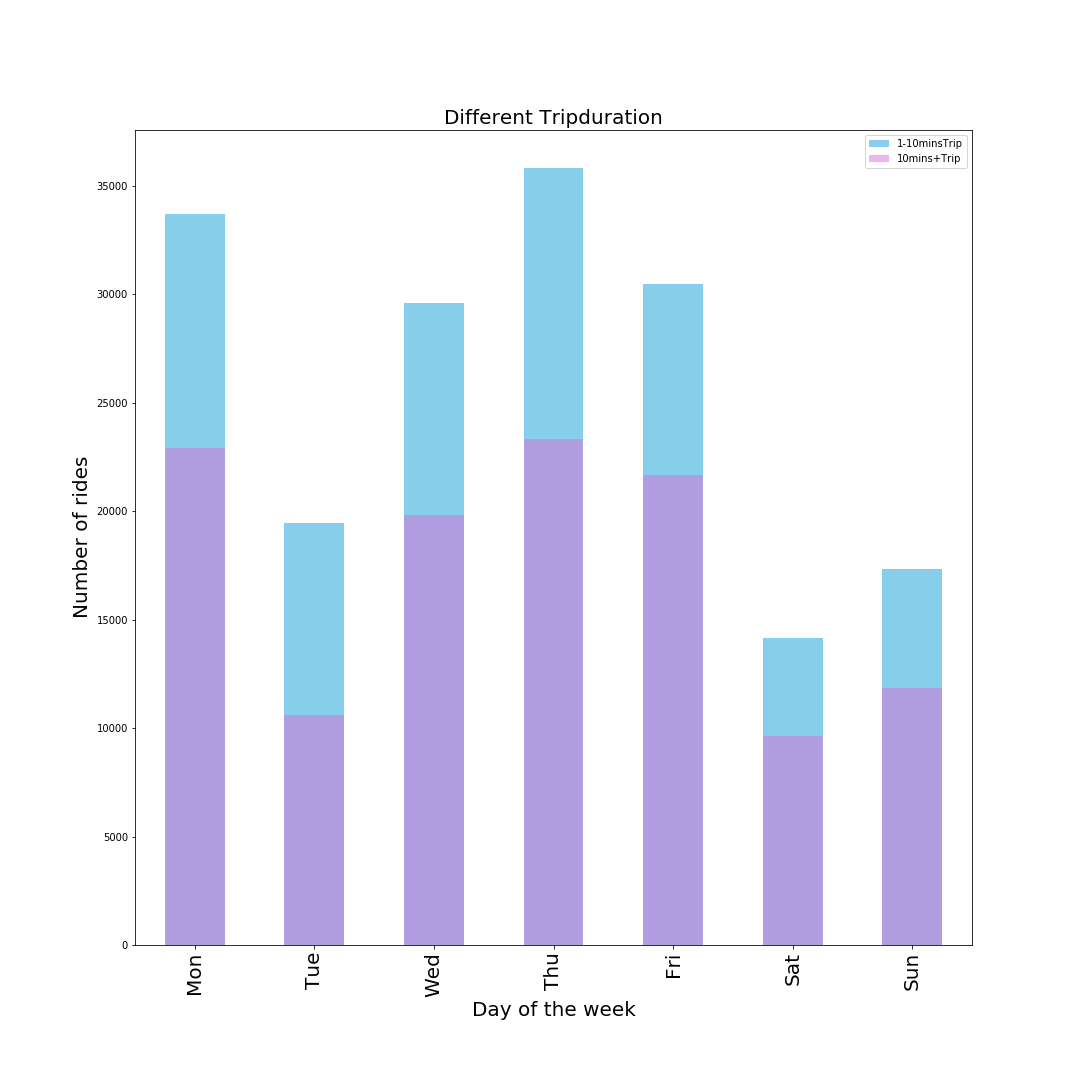 Different Tripduration
1-10minsTrip
10mins+Trip
35000
30000
25000
20000
15000
10000
5000
0
Number of rides
Mon
Tue
Wed
Thu
Fri
Sat
Sun
Day of the week